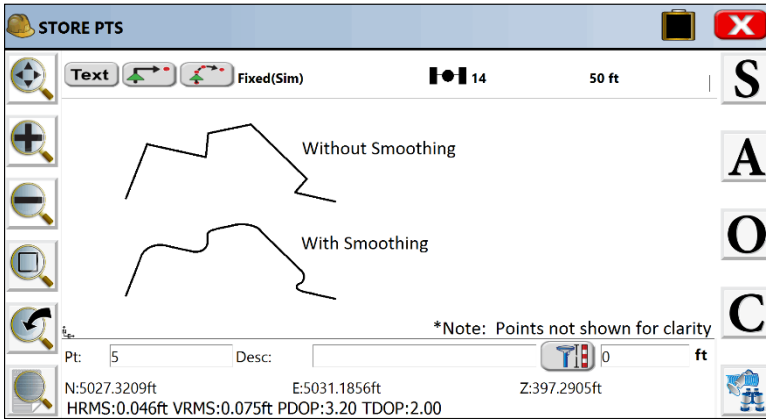 STORE PTS
Text Fixed(Sim) 14 50 ft
S
Without Smoothing
A
With Smoothing
O
*Note: Points not shown for clarity
C
Pt: 5 Desc: 0 ft
N:5027.3209ft E:5031.1856ft Z:397.2905ft
HRMS:0.046ft VRMS:0.075ft PDOP:3.20 TDOP:2.00